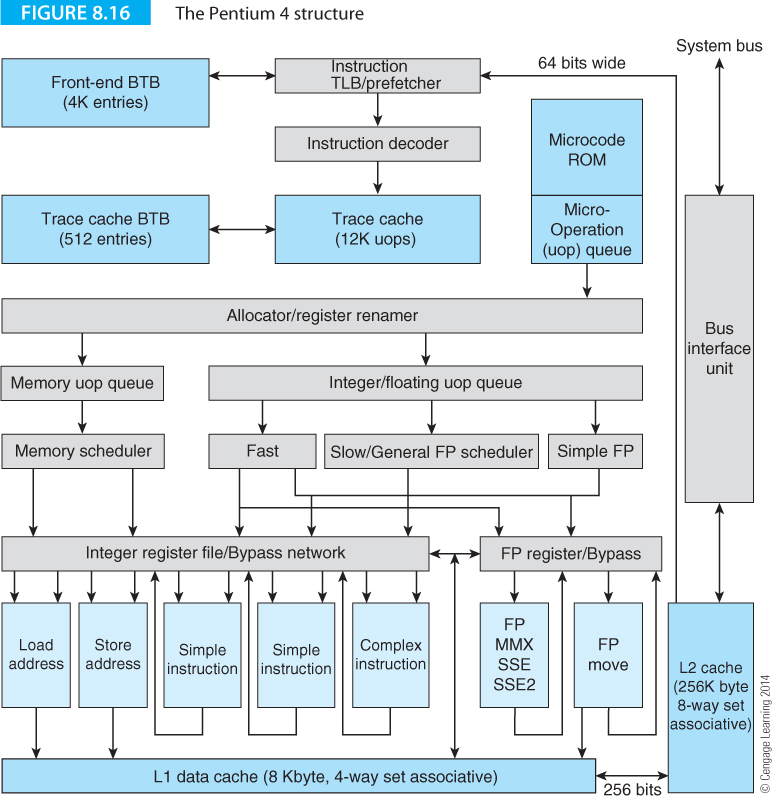 FIGURE 8.16
The Pentium 4 structure
System bus
Front-end BTB
(4K entries)
Instruction
TLB/prefetcher
64 bits wide
Instruction decoder
Microcode
ROM
Trace cache BTB
(512 entries)
Trace cache
(12K uops)
Micro-
Operation
(uop) queue
Allocator/register renamer
Bus
interface
unit
Memory uop queue
Integer/floating uop queue
Memory scheduler
Fast
Slow/General FP scheduler
Simple FP
Integer register file/Bypass network
FP register/Bypass
Load
address
Store
address
Simple
instruction
Simple
instruction
Complex
instruction
FP
MMX
SSE
SSE2
FP
move
L2 cache
(256K byte
8-way set
associative)
L1 data cache (8 Kbyte, 4-way set associative)
256 bits
© Cengage Learning 2014